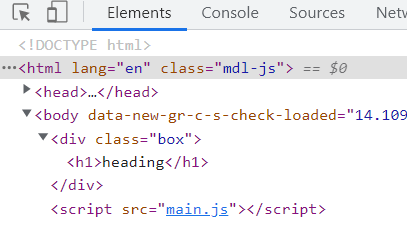 Elements Console Sources Network
<!DOCTYPE html>
<html lang="en" class="mdl-js"> == $0
<head>…</head>
<body data-new-gr-c-s-check-loaded="14.109
<div class="box">
<h1>heading</h1>
</div>
<script src="main.js"></script>